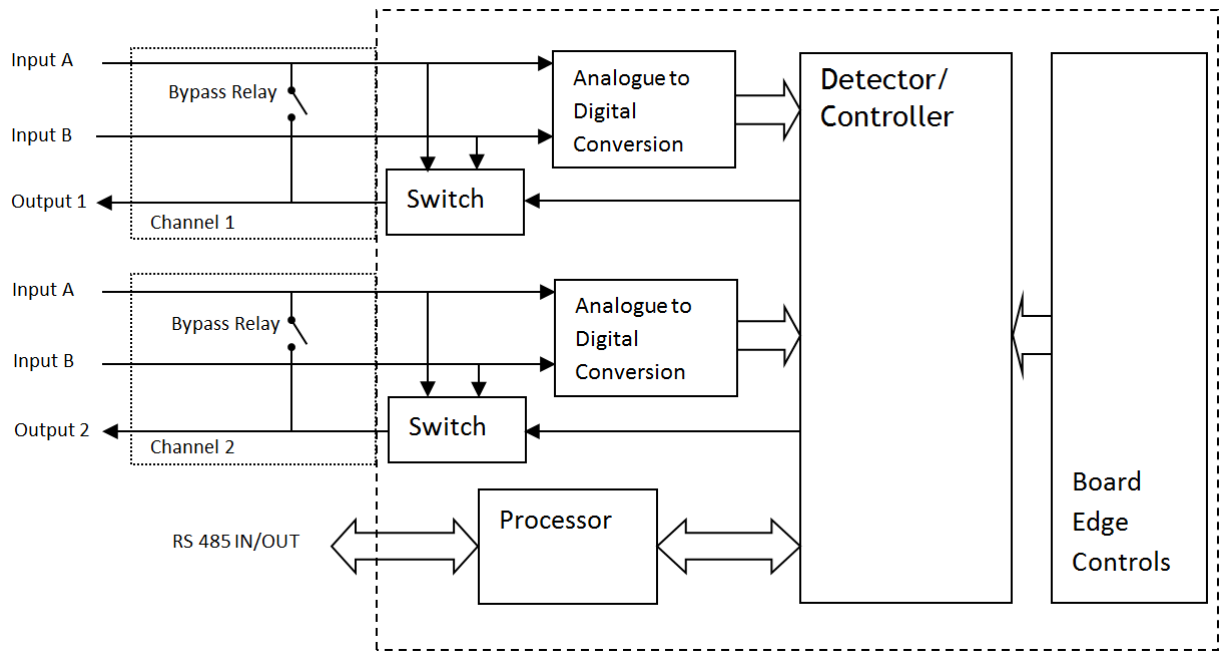 Input A
Bypass Relay
Input B
Output 1
Channel 1
Analogue to
Digital
Conversion
Switch
Detector/
Controller
Input A
Bypass Relay
Input B
Output 2
Channel 2
Analogue to
Digital
Conversion
Switch
RS 485 IN/OUT
Processor
Board
Edge
Controls